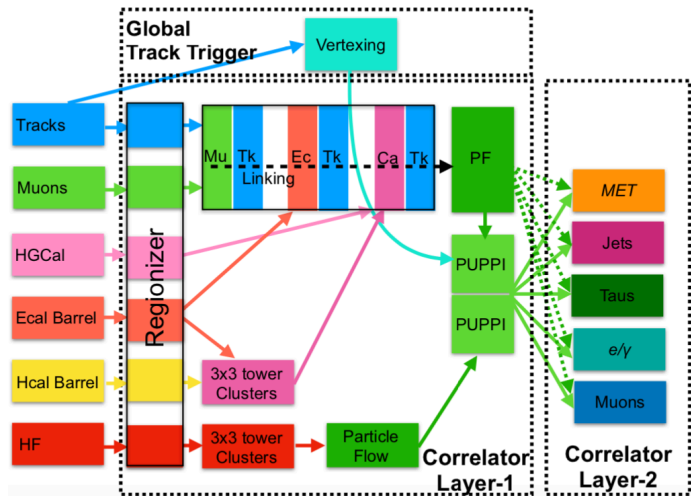 Global
Track Trigger
Vertexing
Tracks
Muons
HGCal
Ecal Barrel
Hcal Barrel
HF
Regionizer
Mu
Tk
Ec
Tk
Ca
Tk
Linking
3x3 tower
Clusters
3x3 tower
Clusters
Particle
Flow
PF
PUPPI
PUPPI
Correlator
Layer-1
MET
Jets
Taus
e/γ
Muons
Correlator
Layer-2